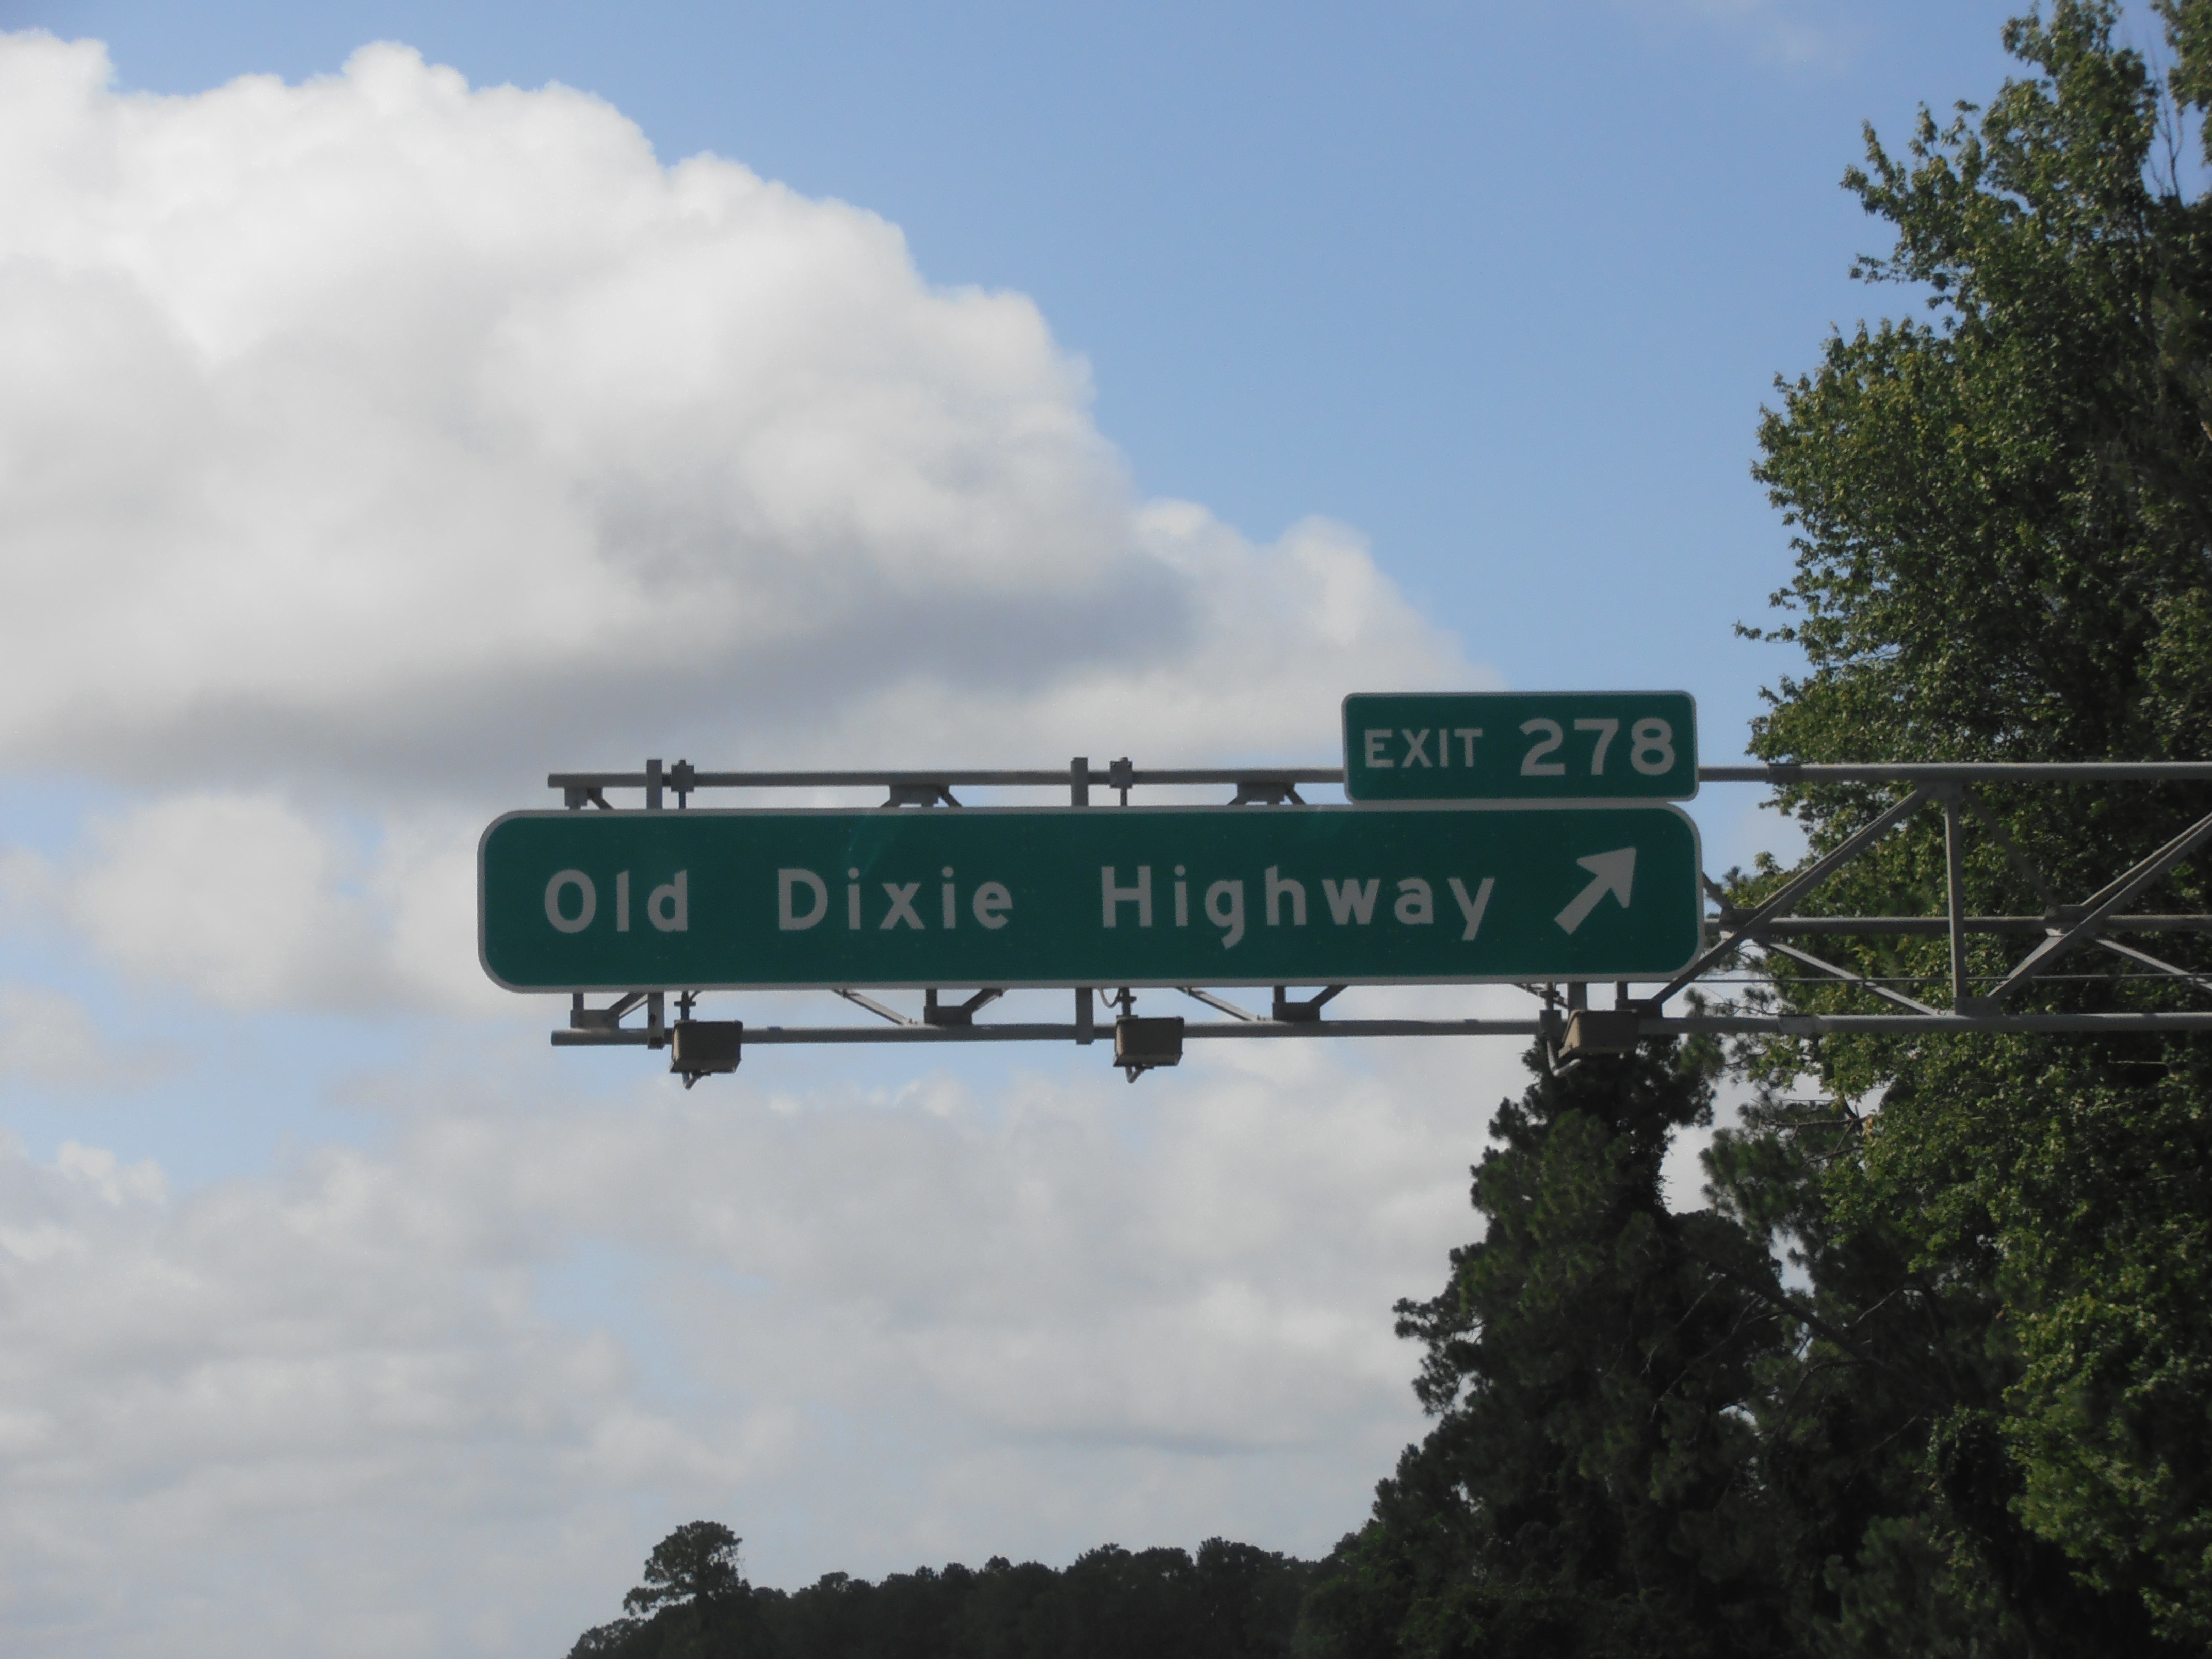 EXIT 278
Old Dixie Highway